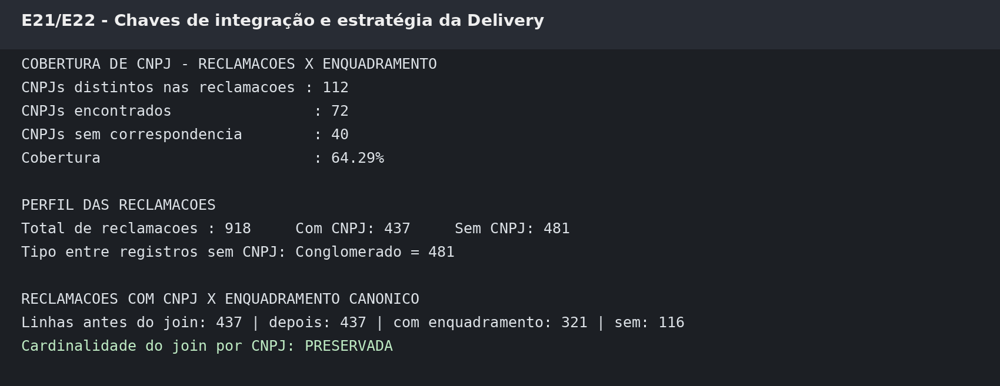 E21/E22 - Chaves de integração e estratégia da Delivery
COBERTURA DE CNPJ - RECLAMACOES X ENQUADRAMENTO
CNPJs distintos nas reclamacoes : 112
CNPJs encontrados : 72
CNPJs sem correspondencia : 40
Cobertura : 64.29%
PERFIL DAS RECLAMACOES
Total de reclamacoes : 918 Com CNPJ: 437 Sem CNPJ: 481
Tipo entre registros sem CNPJ: Conglomerado = 481
RECLAMACOES COM CNPJ X ENQUADRAMENTO CANONICO
Linhas antes do join: 437 | depois: 437 | com enquadramento: 321 | sem: 116
Cardinalidade do join por CNPJ: PRESERVADA